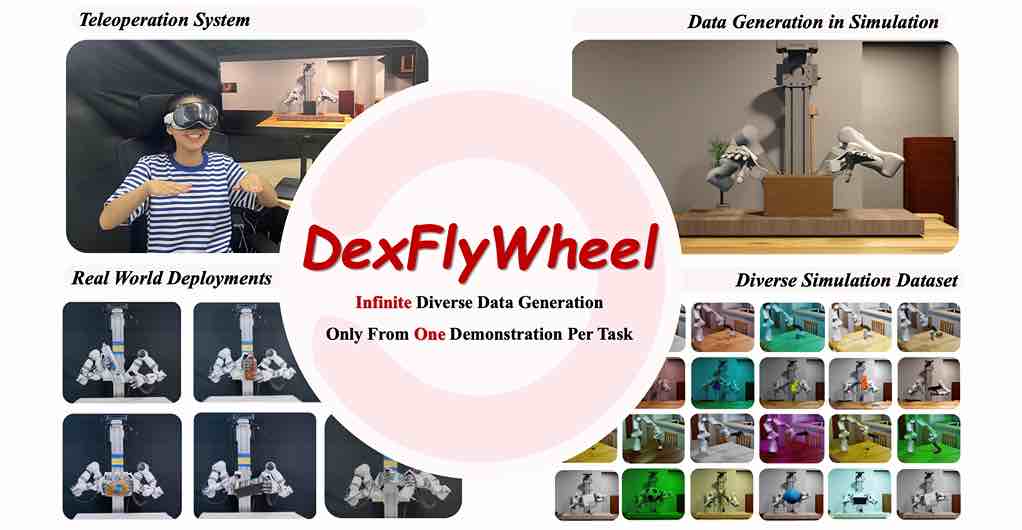 Teleoperation System
Data Generation in Simulation
DexFlyWheel
Infinite Diverse Data Generation
Only From One Demonstration Per Task
Real World Deployments
Diverse Simulation Dataset